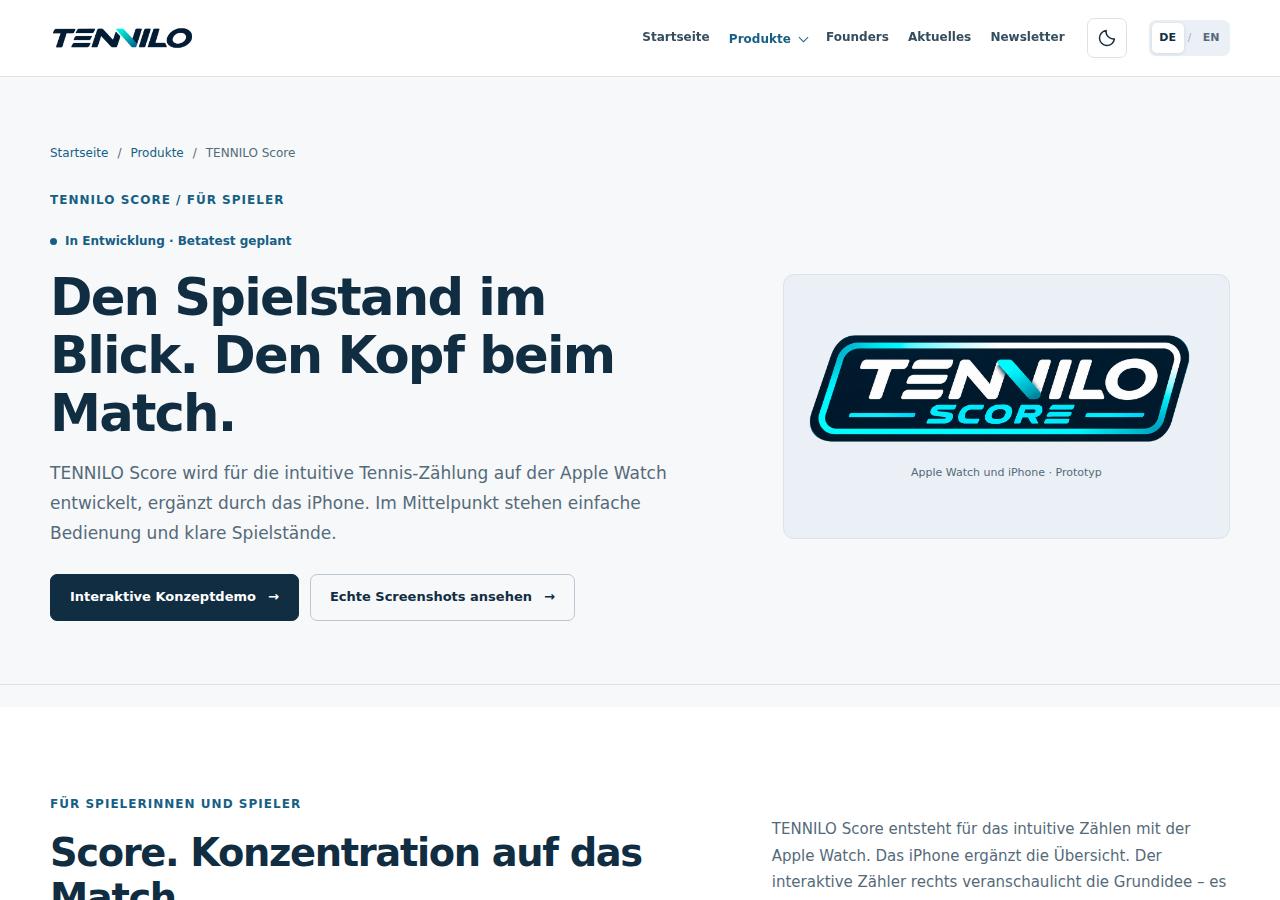 TENNILO
Startseite
Produkte
Founders
Aktuelles
Newsletter
DE / EN
Startseite / Produkte / TENNILO Score
TENNILO SCORE / FÜR SPIELER
In Entwicklung · Betatest geplant
Den Spielstand im
Blick. Den Kopf beim
Match.
TENNILO Score wird für die intuitive Tennis-Zählung auf der Apple Watch
entwickelt, ergänzt durch das iPhone. Im Mittelpunkt stehen einfache
Bedienung und klare Spielstände.
Interaktive Konzeptdemo →
Echte Screenshots ansehen →
TENNILO
SCORE
Apple Watch und iPhone · Prototyp
FÜR SPIELERINNEN UND SPIELER
Score. Konzentration auf das
Match.
TENNILO Score entsteht für das intuitive Zählen mit der
Apple Watch. Das iPhone ergänzt die Übersicht. Der
interaktive Zähler rechts veranschaulicht die Grundidee – es